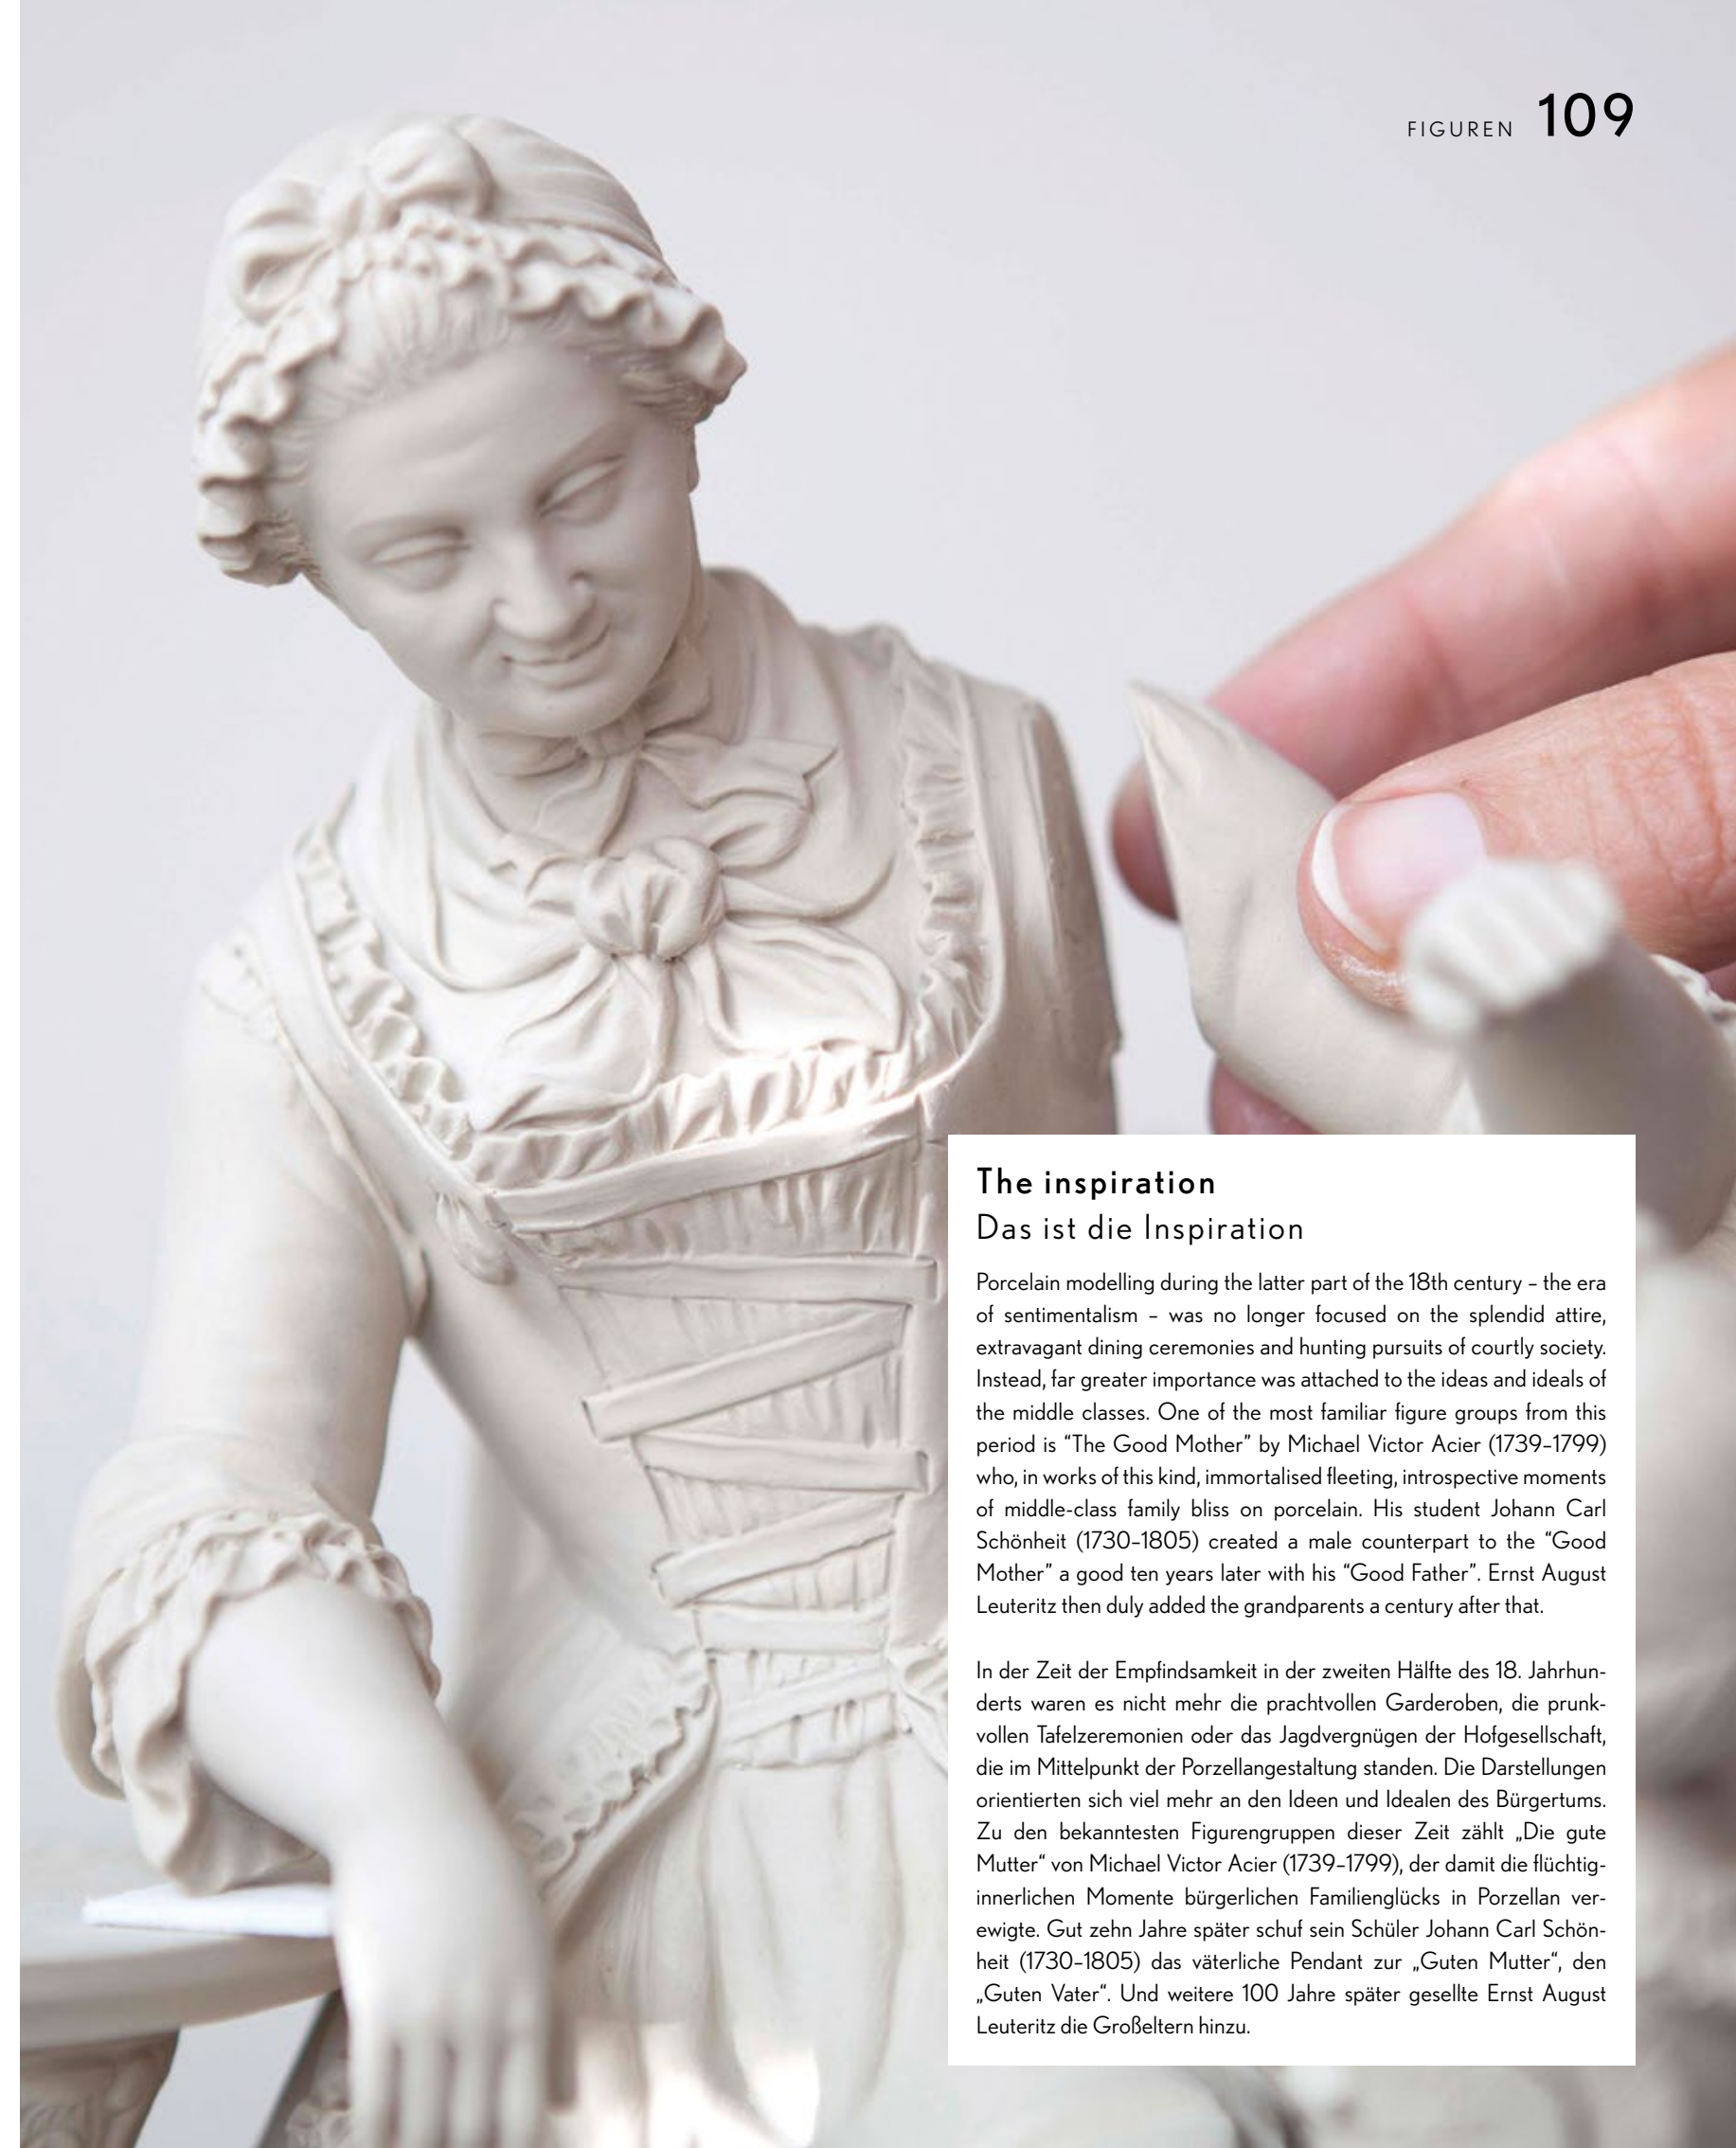 FIGUREN 109
The inspiration
Das ist die Inspiration
Porcelain modelling during the latter part of the 18th century – the era
of sentimentalism – was no longer focused on the splendid attire,
extravagant dining ceremonies and hunting pursuits of courtly society.
Instead, far greater importance was attached to the ideas and ideals of
the middle classes. One of the most familiar figure groups from this
period is “The Good Mother” by Michael Victor Acier (1739–1799)
who, in works of this kind, immortalised fleeting, introspective moments
of middle-class family bliss on porcelain. His student Johann Carl
Schönheit (1730–1805) created a male counterpart to the “Good
Mother” a good ten years later with his “Good Father”. Ernst August
Leuteritz then duly added the grandparents a century after that.
In der Zeit der Empfindsamkeit in der zweiten Hälfte des 18. Jahrhun-
derts waren es nicht mehr die prachtvollen Garderoben, die prunk-
vollen Tafelzeremonien oder das Jagdvergnügen der Hofgesellschaft,
die im Mittelpunkt der Porzellangestaltung standen. Die Darstellungen
orientierten sich viel mehr an den Ideen und Idealen des Bürgertums.
Zu den bekanntesten Figurengruppen dieser Zeit zählt „Die gute
Mutter“ von Michael Victor Acier (1739–1799), der damit die flüchtig-
innerlichen Momente bürgerlichen Familienglücks in Porzellan ver-
ewigte. Gut zehn Jahre später schuf sein Schüler Johann Carl Schön-
heit (1730–1805) das väterliche Pendant zur „Guten Mutter“, den
„Guten Vater“. Und weitere 100 Jahre später gesellte Ernst August
Leuteritz die Großeltern hinzu.